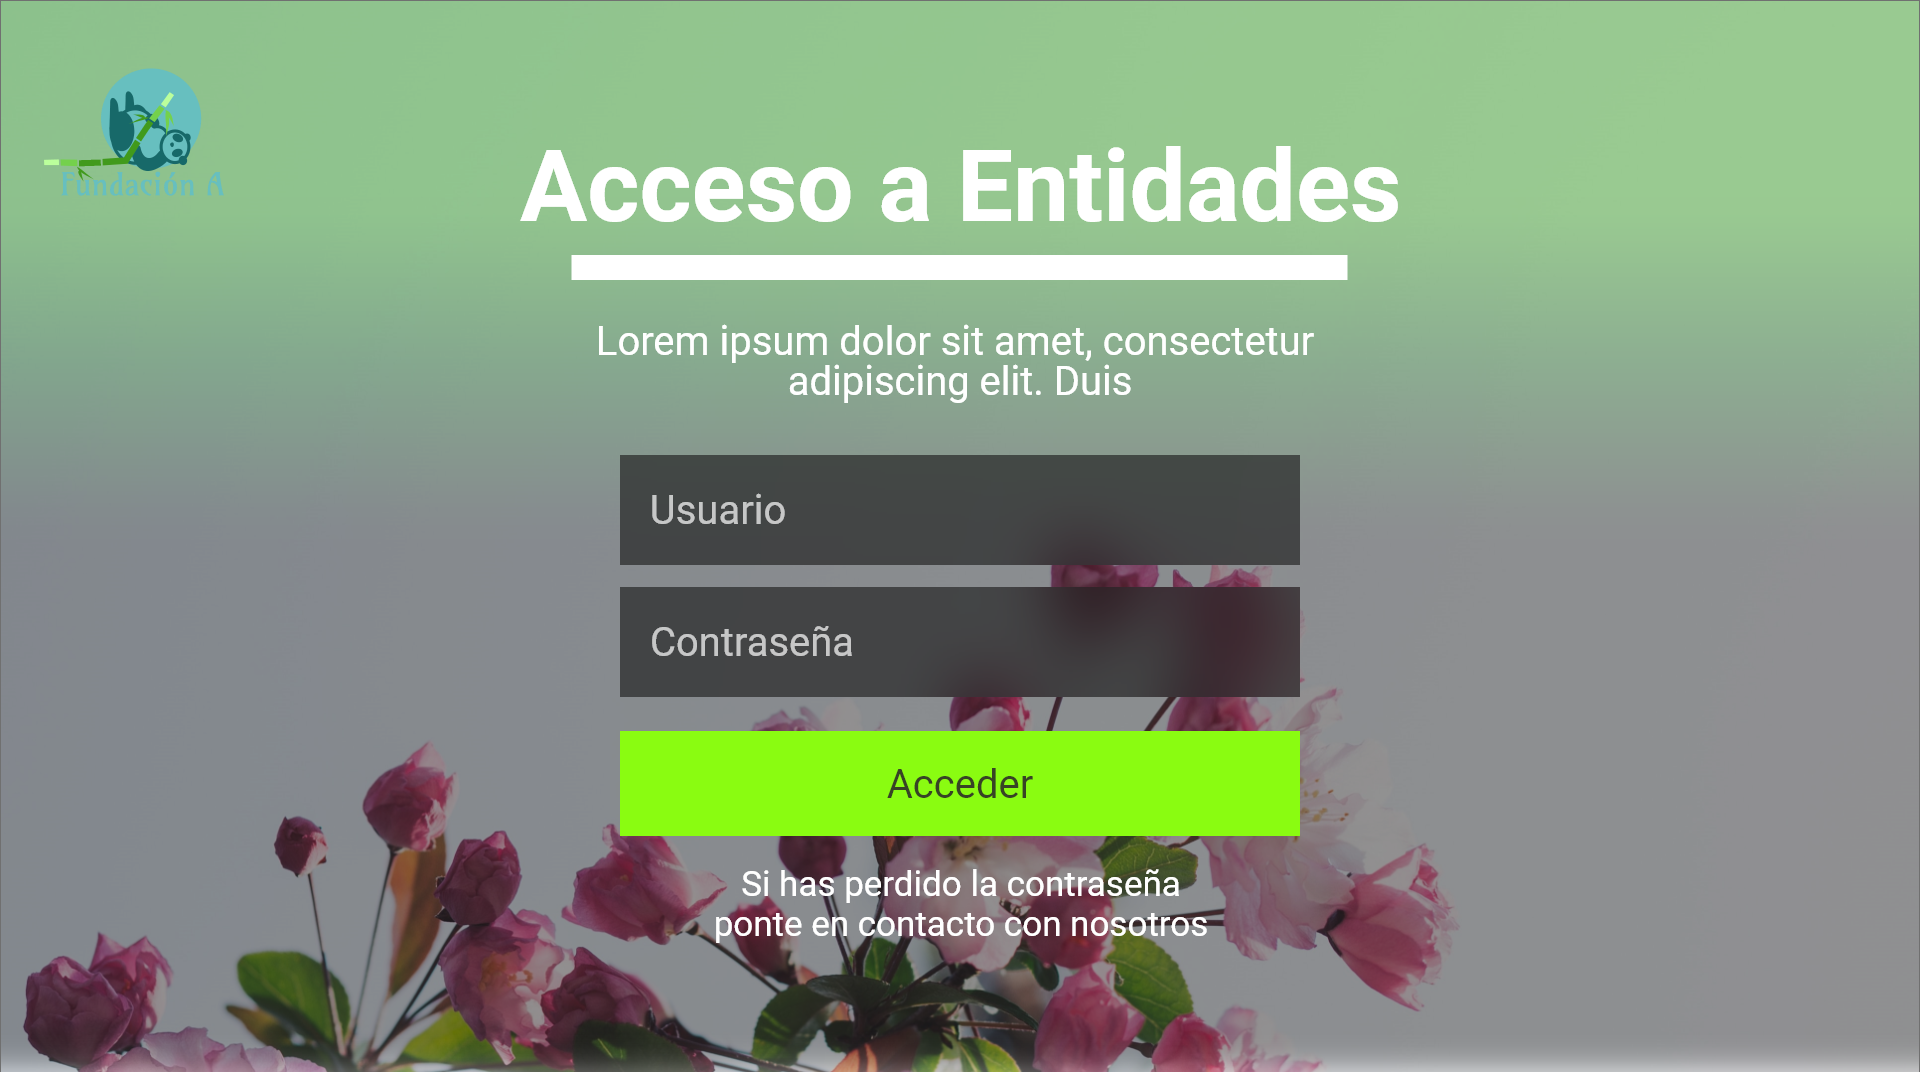 Fundación A
Acceso a Entidades
Lorem ipsum dolor sit amet, consectetur
adipiscing elit. Duis
Usuario
Contraseña
Acceder
Si has perdido la contraseña
ponte en contacto con nosotros